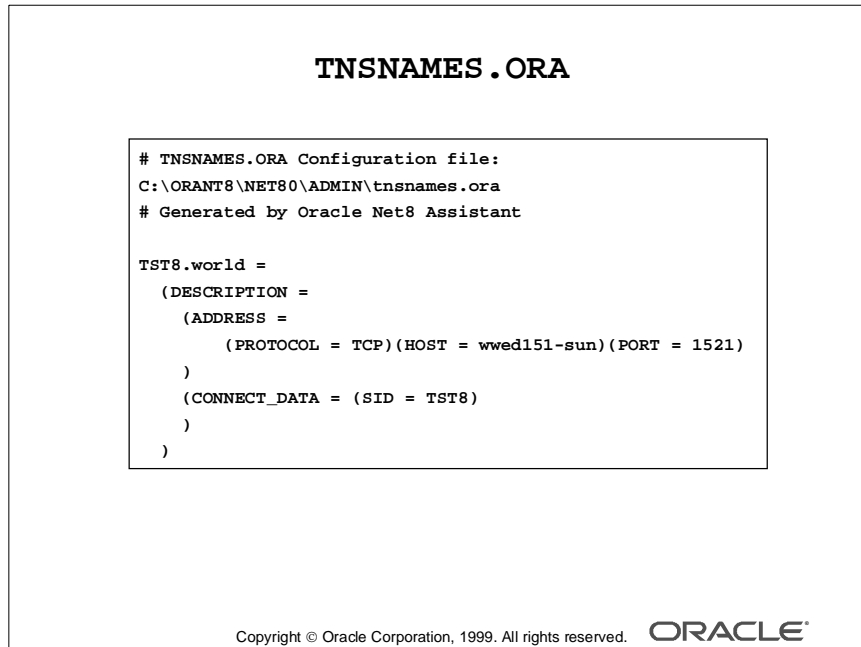 TNSNAMES.ORA
# TNSNAMES.ORA Configuration file:
C:\ORANT8\NET80\ADMIN\tnsnames.ora
# Generated by Oracle Net8 Assistant
TST8.world =
(DESCRIPTION =
(ADDRESS =
(PROTOCOL = TCP)(HOST = wwed151-sun)(PORT = 1521)
)
(CONNECT_DATA = (SID = TST8)
)
)
Copyright © Oracle Corporation, 1999. All rights reserved. ORACLE®